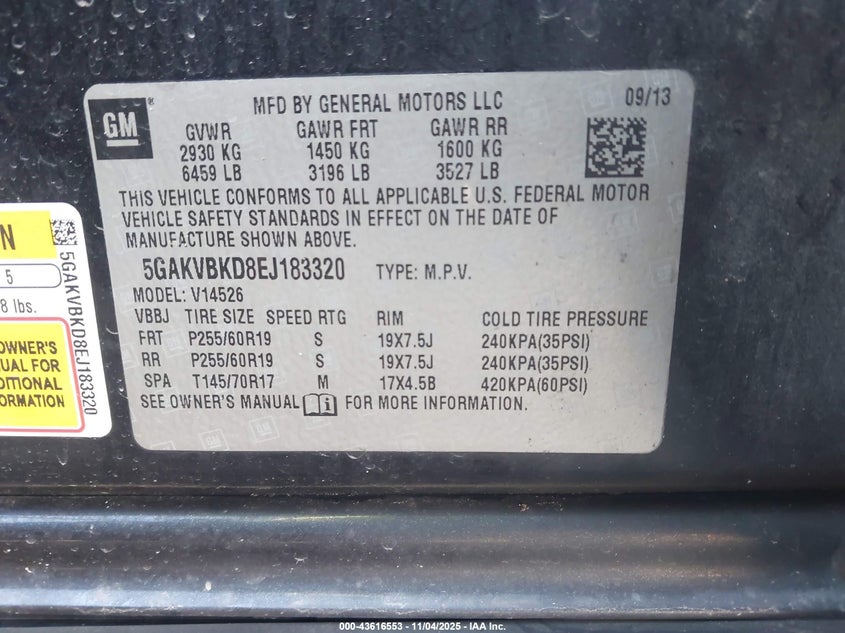 GM
®
MFD BY GENERAL MOTORS LLC 09/13
GVWR GAWR FRT GAWR RR
2930 KG 1450 KG 1600 KG
6459 LB 3196 LB 3527 LB
THIS VEHICLE CONFORMS TO ALL APPLICABLE U.S. FEDERAL MOTOR
VEHICLE SAFETY STANDARDS IN EFFECT ON THE DATE OF
MANUFACTURE SHOWN ABOVE.
5GAKVBKD8EJ183320 TYPE: M.P.V.
MODEL: V14526
VBBJ TIRE SIZE SPEED RTG RIM COLD TIRE PRESSURE
FRT P255/60R19 S 19X7.5J 240KPA(35PSI)
RR P255/60R19 S 19X7.5J 240KPA(35PSI)
SPA T145/70R17 M 17X4.5B 420KPA(60PSI)
SEE OWNER'S MANUAL i FOR MORE INFORMATION.
N
5
8 lbs.
OWNER'S
UAL FOR
DITIONAL
ORMATION
5GAKVBKD8EJ183320
000-43616553 - 11/04/2025 - IAA Inc.